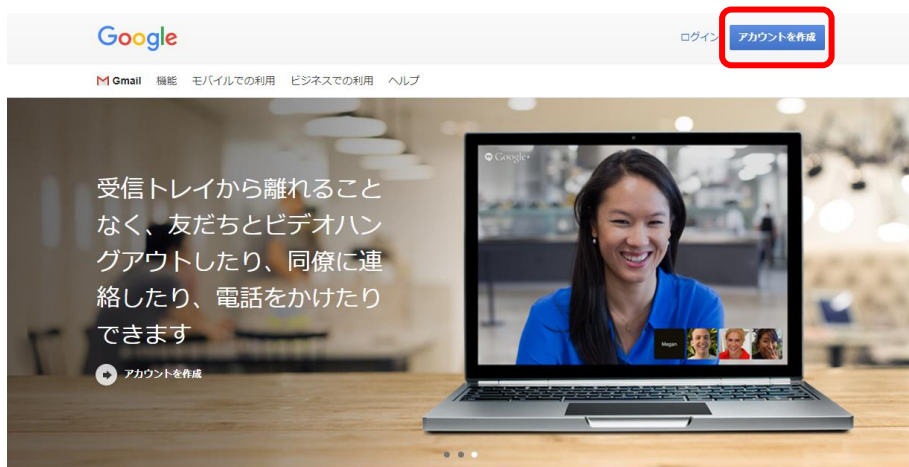 Google
ログイン
アカウントを作成
M Gmail 機能 モバイルでの利用 ビジネスでの利用 ヘルプ
Google+
受信トレイから離れること
なく、友だちとビデオハン
グアウトしたり、同僚に連
絡したり、電話をかけたり
できます
Megan
アカウントを作成